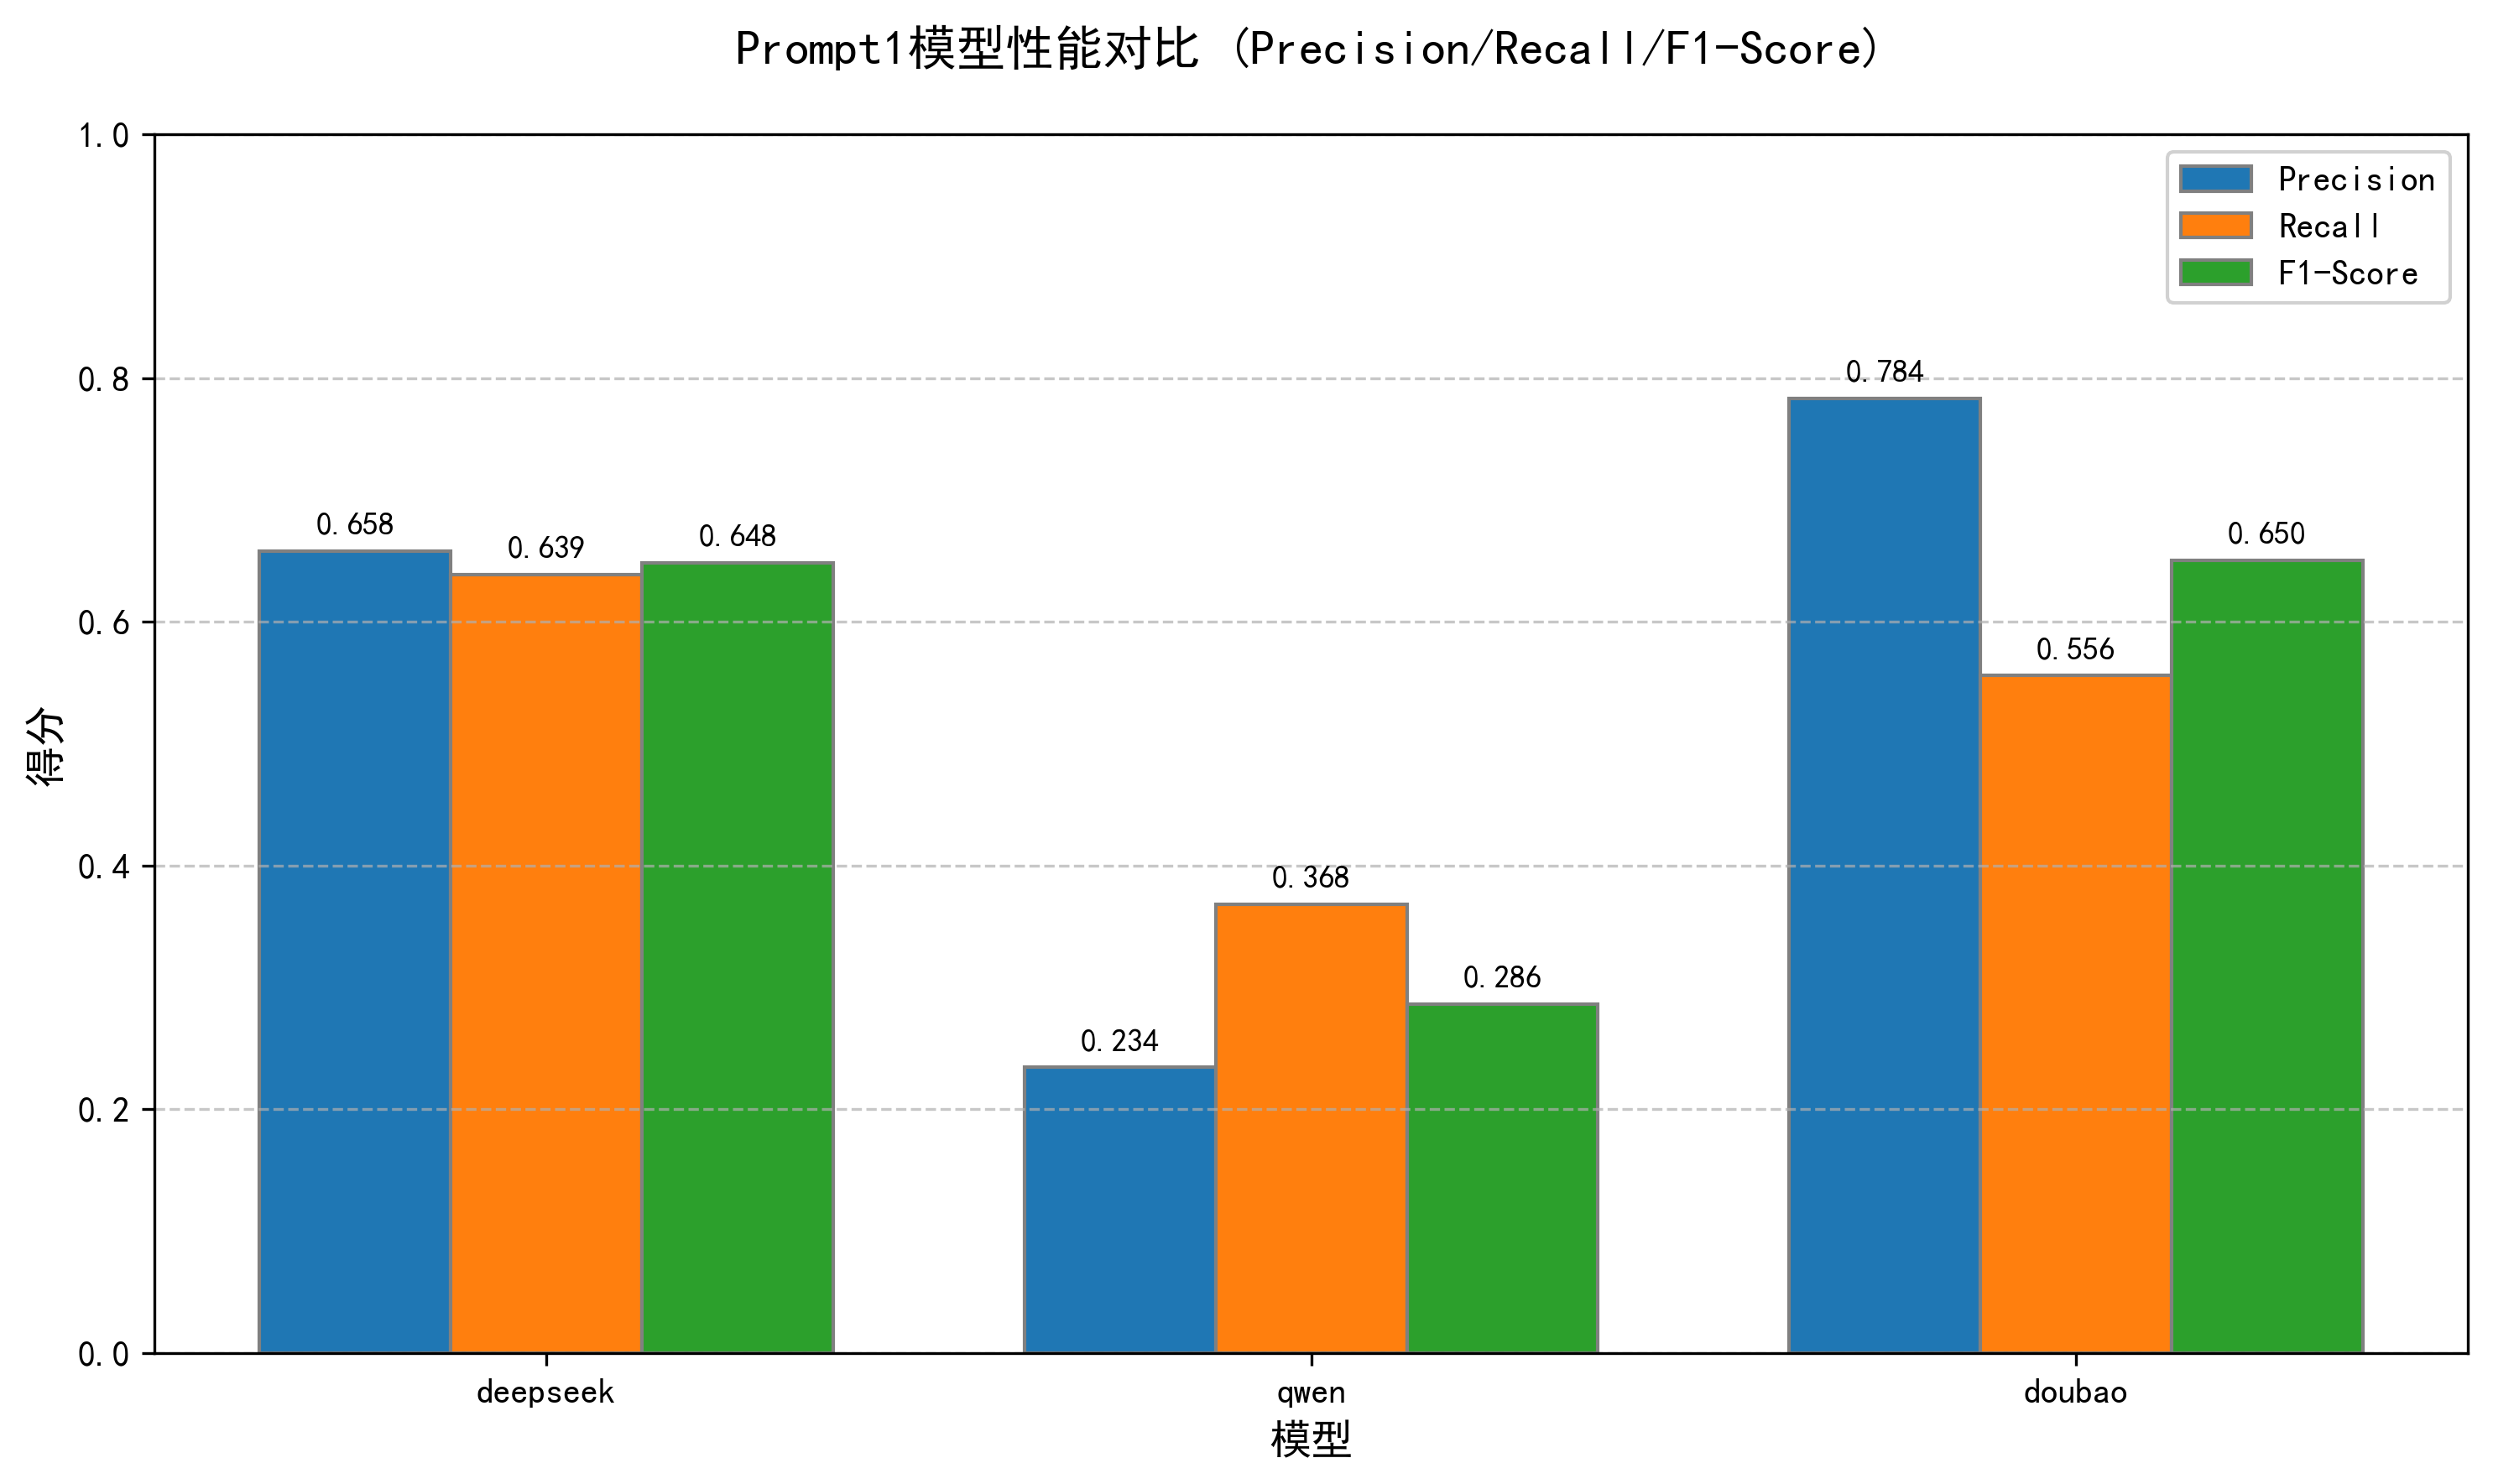 Prompt1模型性能对比 (Precision/Recall/F1-Score)
1.0
0.8
0.6
0.4
0.2
0.0
得分
Precision
Recall
F1-Score
0.658
0.639
0.648
0.234
0.368
0.286
0.784
0.556
0.650
deepseek
qwen
doubao
模型